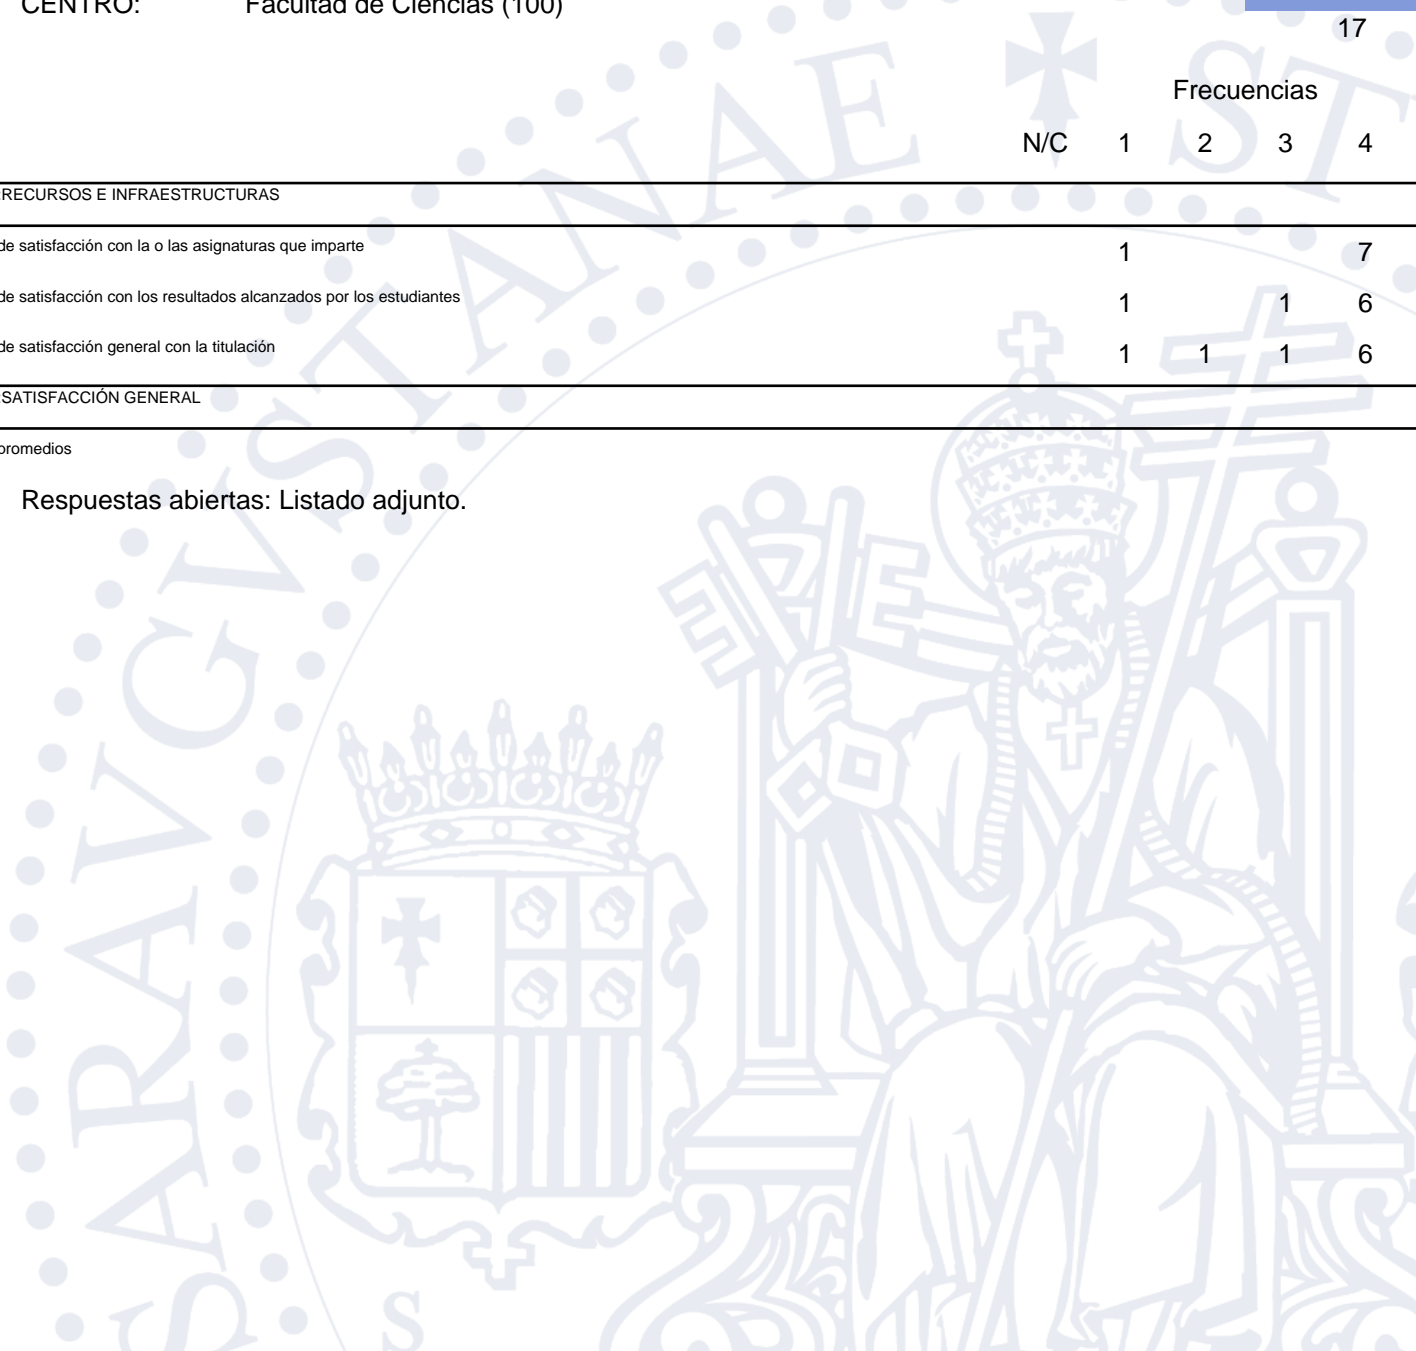 CENTRO: Facultad de Ciencias (100)
17
Frecuencias
N/C 1 2 3 4
RECURSOS E INFRAESTRUCTURAS
de satisfacción con la o las asignaturas que imparte 1 7
de satisfacción con los resultados alcanzados por los estudiantes 1 1 6
de satisfacción general con la titulación 1 1 1 6
SATISFACCIÓN GENERAL
promedios
Respuestas abiertas: Listado adjunto.
SARAVGVSTANAE ST
S